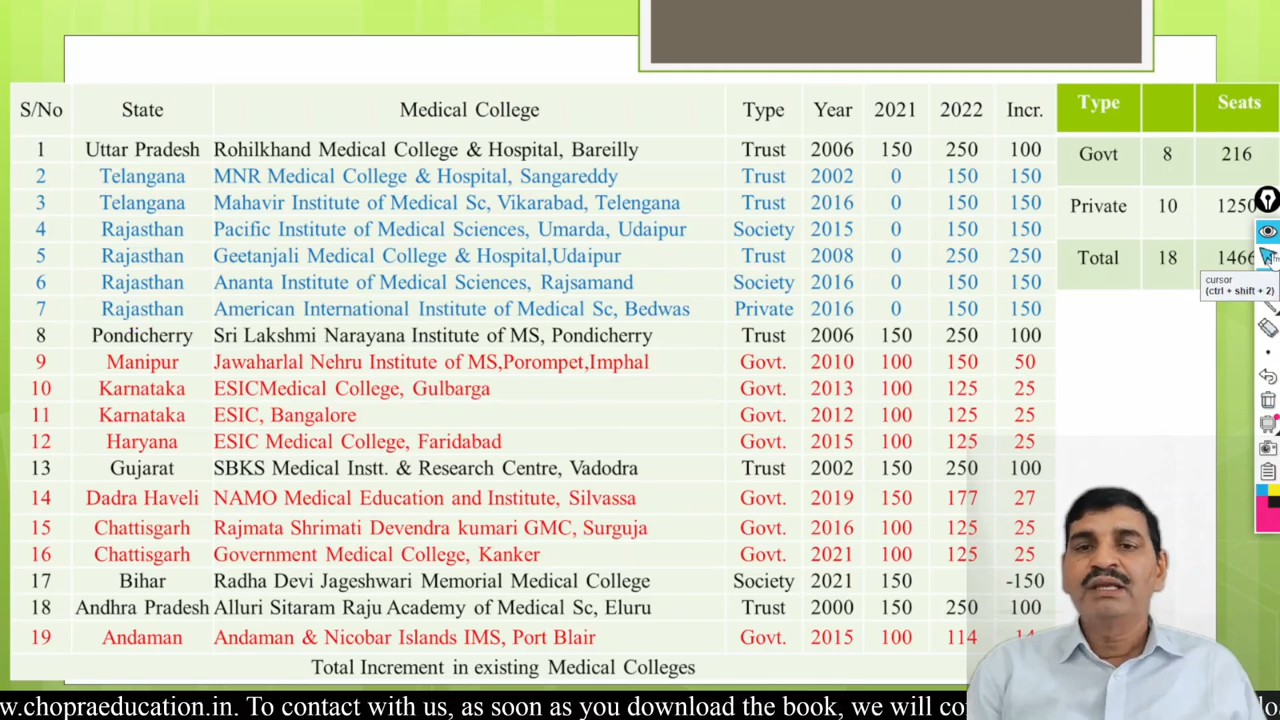 S/No State Medical College Type Year 2021 2022 Incr.
1 Uttar Pradesh Rohilkhand Medical College & Hospital, Bareilly Trust 2006 150 250 100
2 Telangana MNR Medical College & Hospital, Sangareddy Trust 2002 0 150 150
3 Telangana Mahavir Institute of Medical Sc, Vikarabad, Telengana Trust 2016 0 150 150
4 Rajasthan Pacific Institute of Medical Sciences, Umarda, Udaipur Society 2015 0 150 150
5 Rajasthan Geetanjali Medical College & Hospital,Udaipur Trust 2008 0 250 250
6 Rajasthan Ananta Institute of Medical Sciences, Rajsamand Society 2016 0 150 150
7 Rajasthan American International Institute of Medical Sc, Bedwas Private 2016 0 150 150
8 Pondicherry Sri Lakshmi Narayana Institute of MS, Pondicherry Trust 2006 150 250 100
9 Manipur Jawaharlal Nehru Institute of MS,Porompet,Imphal Govt. 2010 100 150 50
10 Karnataka ESICMedical College, Gulbarga Govt. 2013 100 125 25
11 Karnataka ESIC, Bangalore Govt. 2012 100 125 25
12 Haryana ESIC Medical College, Faridabad Govt. 2015 100 125 25
13 Gujarat SBKS Medical Instt. & Research Centre, Vadodra Trust 2002 150 250 100
14 Dadra Haveli NAMO Medical Education and Institute, Silvassa Govt. 2019 150 177 27
15 Chattisgarh Rajmata Shrimati Devendra kumari GMC, Surguja Govt. 2016 100 125 25
16 Chattisgarh Government Medical College, Kanker Govt. 2021 100 125 25
17 Bihar Radha Devi Jageshwari Memorial Medical College Society 2021 150 -150
18 Andhra Pradesh Alluri Sitaram Raju Academy of Medical Sc, Eluru Trust 2000 150 250 100
19 Andaman Andaman & Nicobar Islands IMS, Port Blair Govt. 2015 100 114 14
Total Increment in existing Medical Colleges
Type Seats
Govt 8 216
Private 10 1250
Total 18 1466
cursor
(ctrl + shift + 2)
w.chopraeducation.in. To contact with us, as soon as you download the book, we will co